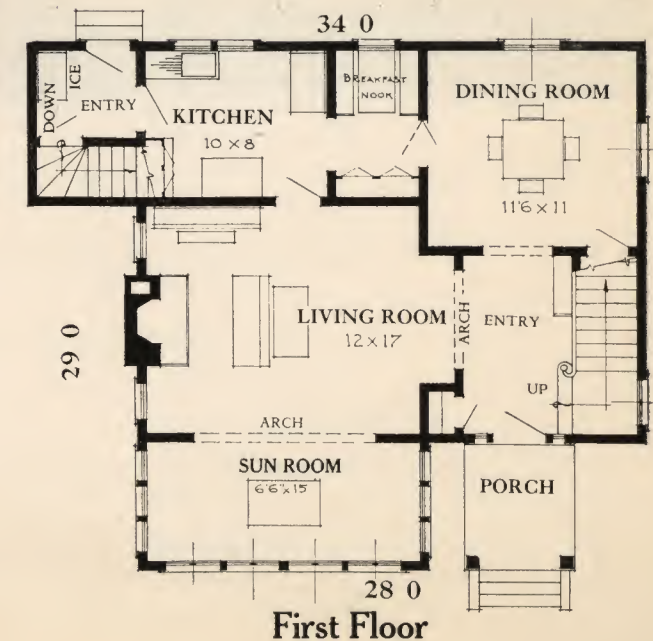 34 0
ICE
DOWN
ENTRY
KITCHEN
10 x 8
BREAKFAST
NOOK
DINING ROOM
11'6 x 11
29 0
LIVING ROOM
12 x 17
ARCH
ENTRY
UP
ARCH
SUN ROOM
6'6" x 15
PORCH
28 0
First Floor